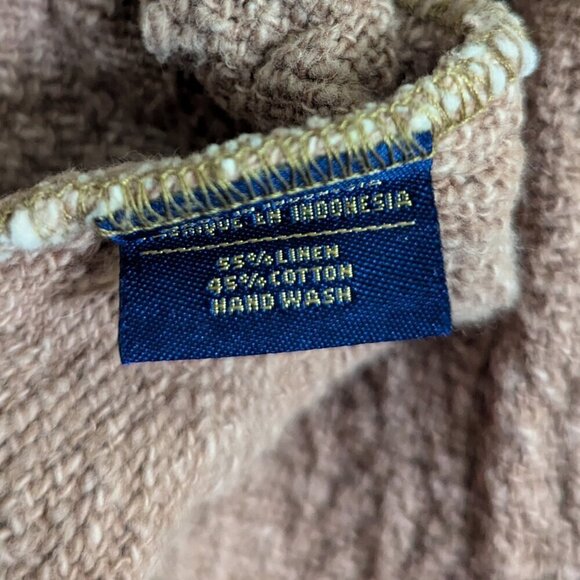 EN INDONESIA
55% LINEN
45% COTTON
HAND WASH